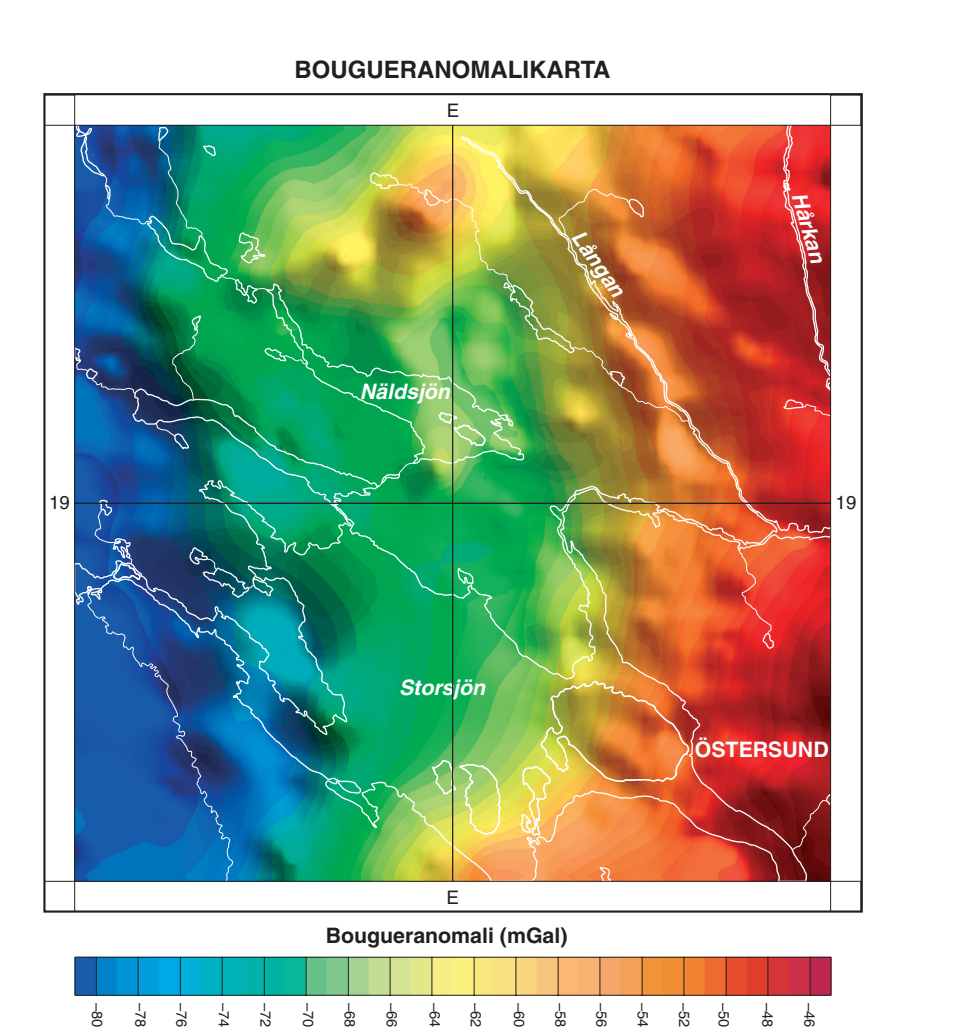 BOUGUERANOMALIKARTA
E
Hårkan
Långan
Näldsjön
19 19
Storsjön
ÖSTERSUND
E
Bougueranomali (mGal)
-80 -78 -76 -74 -72 -70 -68 -66 -64 -62 -60 -58 -56 -54 -52 -50 -46 -46